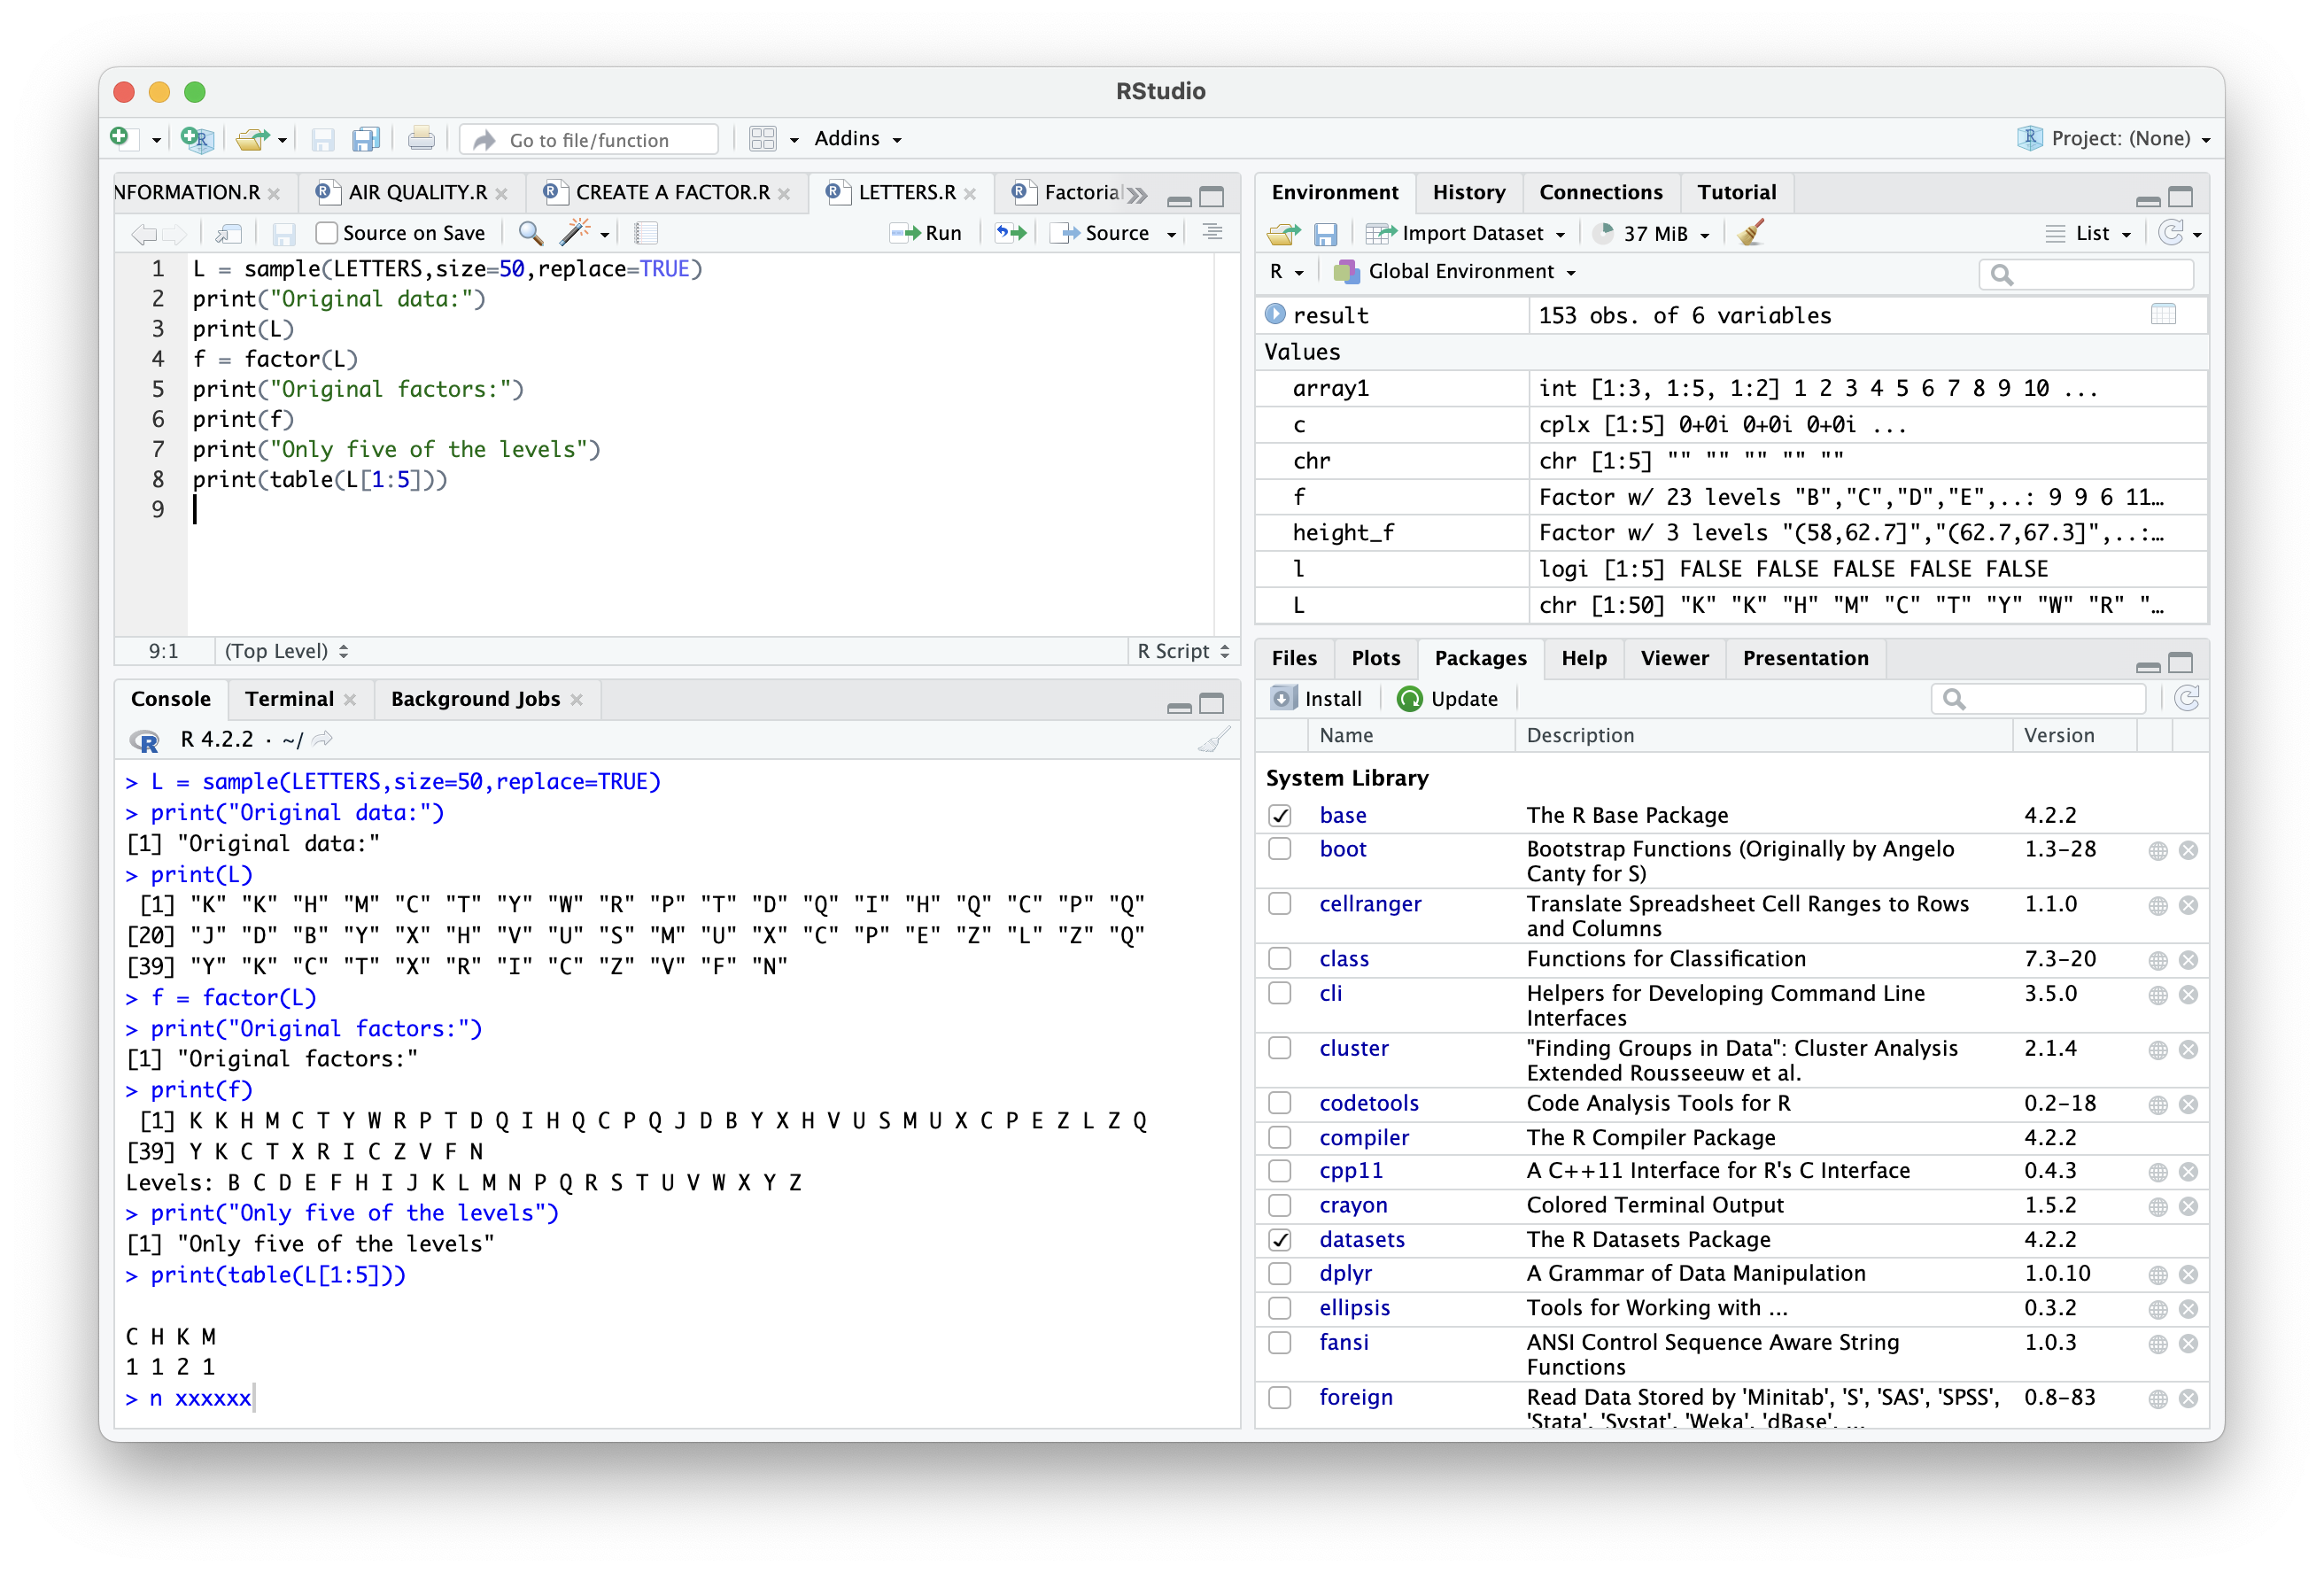 RStudio
Go to file/function
Addins
Project: (None)
NFORMATION.R
AIR QUALITY.R
CREATE A FACTOR.R
LETTERS.R
Factorial
Source on Save
Run
Source
1 L = sample(LETTERS,size=50,replace=TRUE)
2 print("Original data:")
3 print(L)
4 f = factor(L)
5 print("Original factors:")
6 print(f)
7 print("Only five of the levels")
8 print(table(L[1:5]))
9
9:1
(Top Level)
R Script
Console
Terminal
Background Jobs
R 4.2.2 · ~/
> L = sample(LETTERS,size=50,replace=TRUE)
> print("Original data:")
[1] "Original data:"
> print(L)
 [1] "K" "K" "H" "M" "C" "T" "Y" "W" "R" "P" "T" "D" "Q" "I" "H" "Q" "C" "P" "Q"
[20] "J" "D" "B" "Y" "X" "H" "V" "U" "S" "M" "U" "X" "C" "P" "E" "Z" "L" "Z" "Q"
[39] "Y" "K" "C" "T" "X" "R" "I" "C" "Z" "V" "F" "N"
> f = factor(L)
> print("Original factors:")
[1] "Original factors:"
> print(f)
 [1] K K H M C T Y W R P T D Q I H Q C P Q J D B Y X H V U S M U X C P E Z L Z Q
[39] Y K C T X R I C Z V F N
Levels: B C D E F H I J K L M N P Q R S T U V W X Y Z
> print("Only five of the levels")
[1] "Only five of the levels"
> print(table(L[1:5]))
C H K M
1 1 2 1
> n xxxxxx
Environment
History
Connections
Tutorial
Import Dataset
37 MiB
List
R
Global Environment
result 153 obs. of 6 variables
Values
array1 int [1:3, 1:5, 1:2] 1 2 3 4 5 6 7 8 9 10 ...
c cplx [1:5] 0+0i 0+0i 0+0i ...
chr chr [1:5] "" "" "" "" ""
f Factor w/ 23 levels "B","C","D","E",..: 9 9 6 11…
height_f Factor w/ 3 levels "(58,62.7]","(62.7,67.3]",..:…
l logi [1:5] FALSE FALSE FALSE FALSE FALSE
L chr [1:50] "K" "K" "H" "M" "C" "T" "Y" "W" "R" "…
Files
Plots
Packages
Help
Viewer
Presentation
Install
Update
Name Description Version
System Library
base The R Base Package 4.2.2
boot Bootstrap Functions (Originally by Angelo 1.3-28
Canty for S)
cellranger Translate Spreadsheet Cell Ranges to Rows 1.1.0
and Columns
class Functions for Classification 7.3-20
cli Helpers for Developing Command Line 3.5.0
Interfaces
cluster "Finding Groups in Data": Cluster Analysis 2.1.4
Extended Rousseeuw et al.
codetools Code Analysis Tools for R 0.2-18
compiler The R Compiler Package 4.2.2
cpp11 A C++11 Interface for R's C Interface 0.4.3
crayon Colored Terminal Output 1.5.2
datasets The R Datasets Package 4.2.2
dplyr A Grammar of Data Manipulation 1.0.10
ellipsis Tools for Working with ... 0.3.2
fansi ANSI Control Sequence Aware String 1.0.3
Functions
foreign Read Data Stored by 'Minitab', 'S', 'SAS', 'SPSS', 0.8-83
'Stata', 'Systat', 'Weka', 'dBase', ...